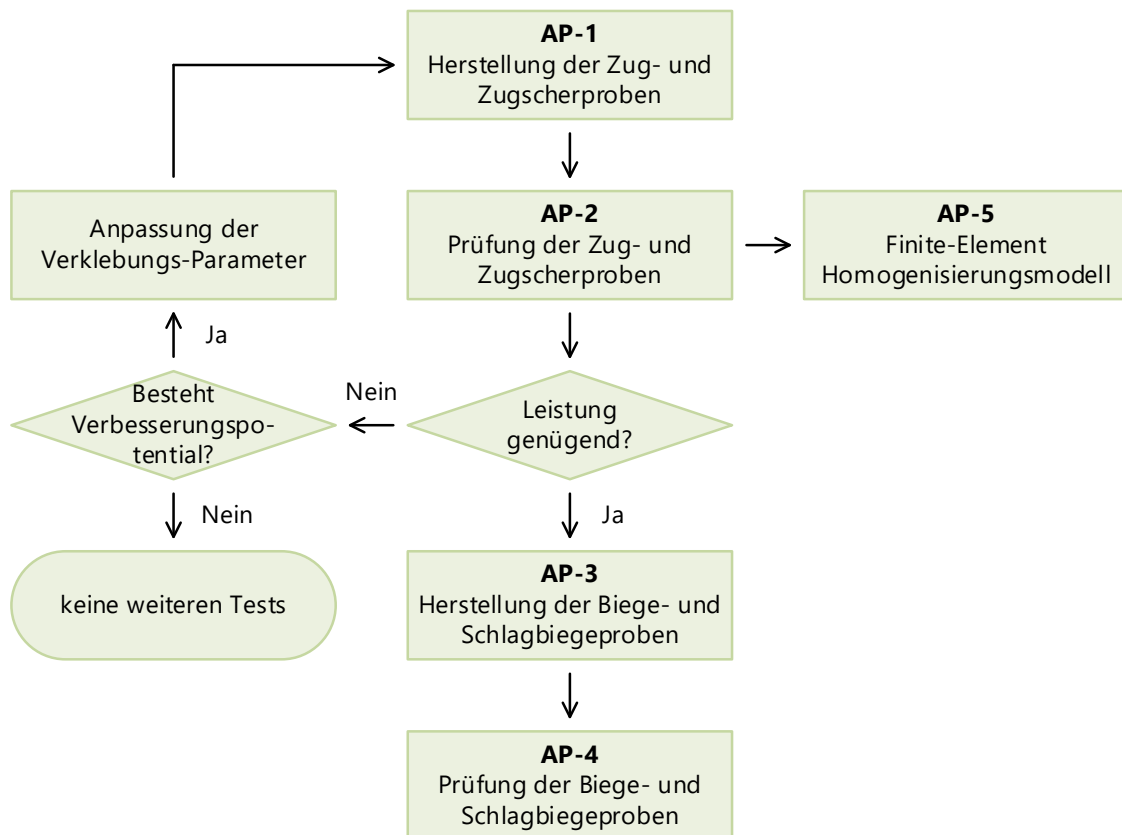 AP-1
Herstellung der Zug- und
Zugscherproben
Anpassung der
Verklebungs-Parameter
AP-2
Prüfung der Zug- und
Zugscherproben
AP-5
Finite-Element
Homogenisierungsmodell
Ja
Besteht
Verbesserungspo-
tential?
Nein
Leistung
genügend?
Nein
Ja
keine weiteren Tests
AP-3
Herstellung der Biege- und
Schlagbiegeproben
AP-4
Prüfung der Biege- und
Schlagbiegeproben